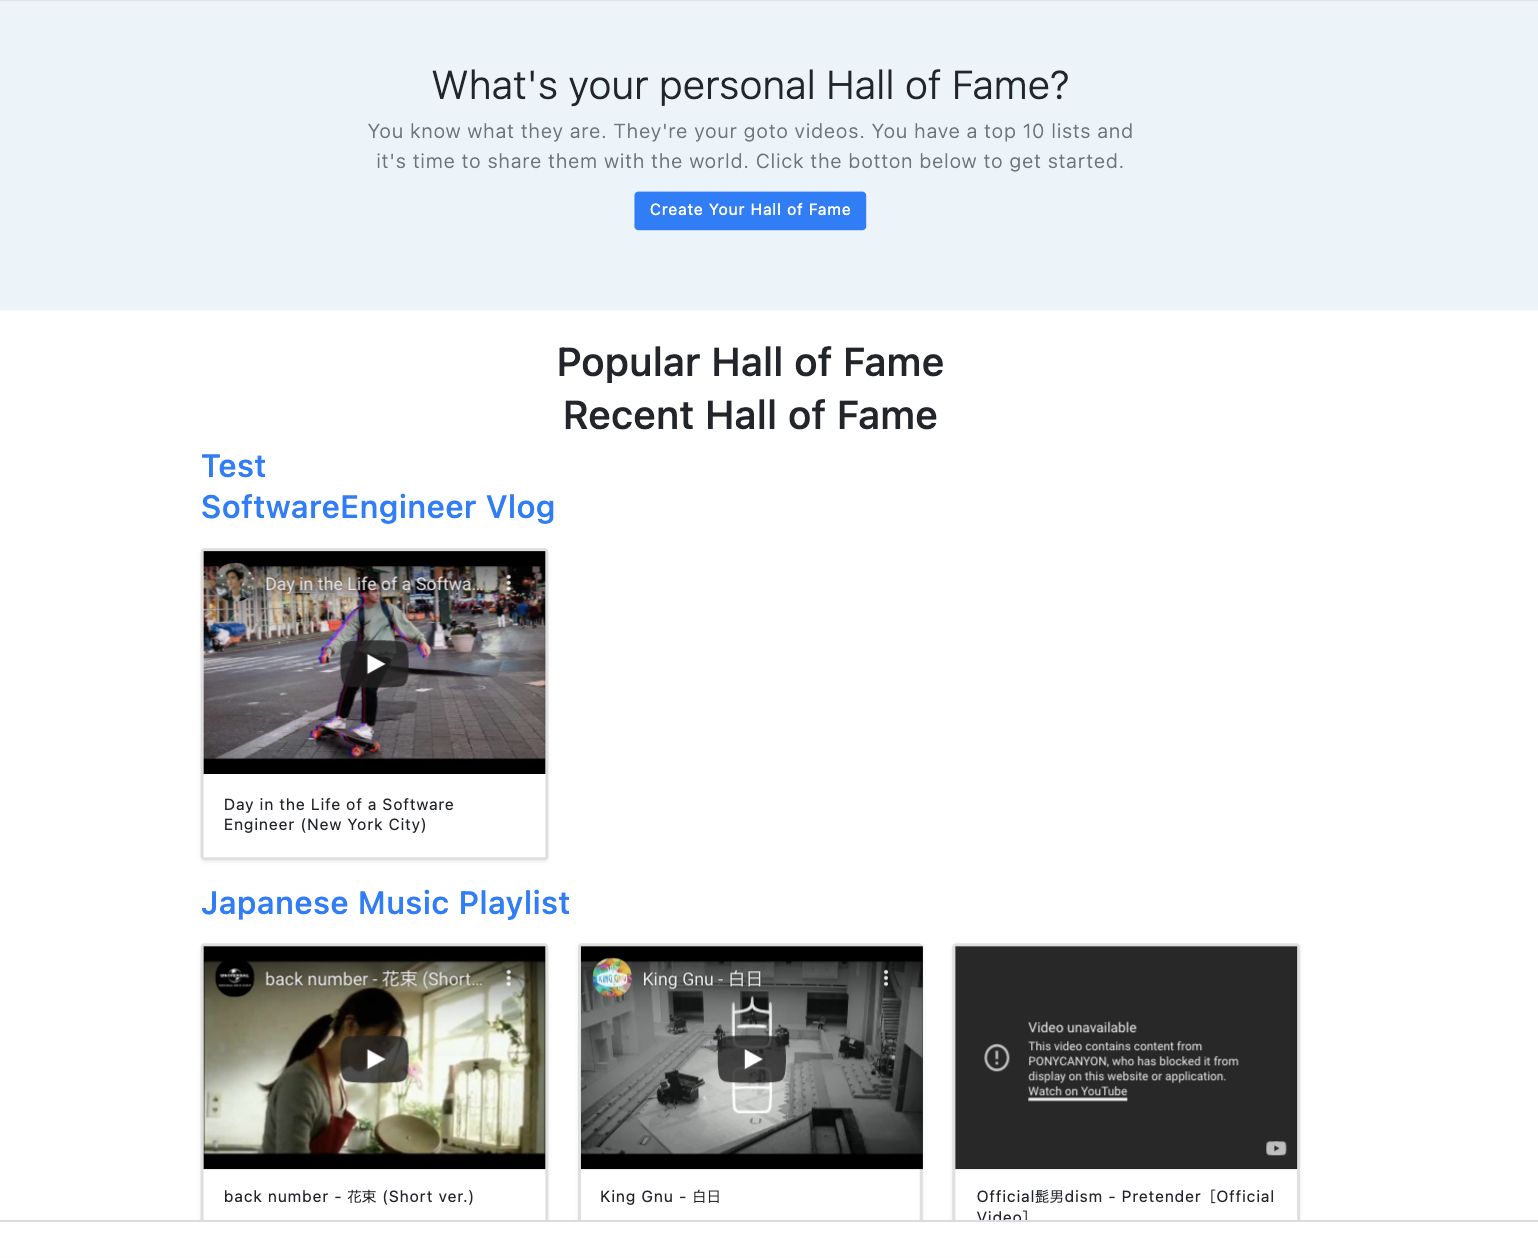 What's your personal Hall of Fame?
You know what they are. They're your goto videos. You have a top 10 lists and
it's time to share them with the world. Click the botton below to get started.
Create Your Hall of Fame
Popular Hall of Fame
Recent Hall of Fame
Test
SoftwareEngineer Vlog
Day in the Life of a Softwa...
Day in the Life of a Software
Engineer (New York City)
Japanese Music Playlist
UNIVERSAL
back number - 花束 (Short...
back number - 花束 (Short ver.)
KING GNU
King Gnu - 白日
King Gnu - 白日
Video unavailable
This video contains content from
PONYCANYON, who has blocked it from
display on this website or application.
Watch on YouTube
Official髭男dism - Pretender［Official
Video］